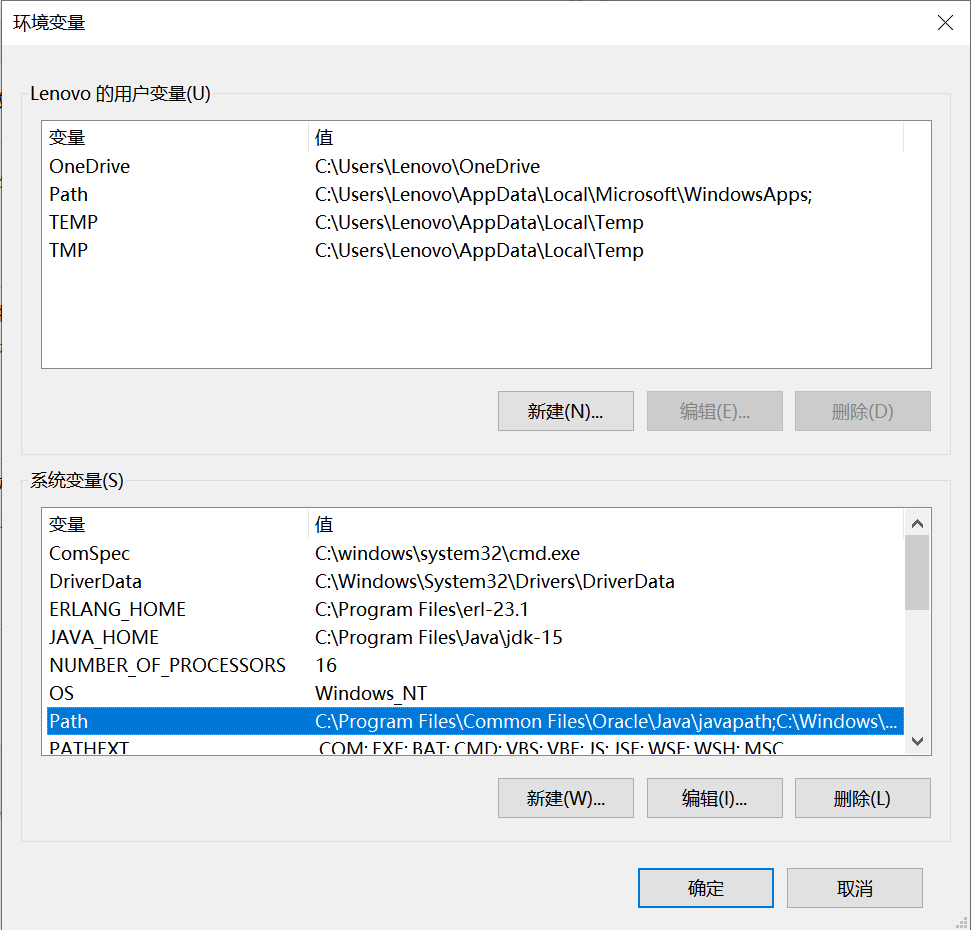 环境变量
Lenovo 的用户变量(U)
变量 值
OneDrive C:\Users\Lenovo\OneDrive
Path C:\Users\Lenovo\AppData\Local\Microsoft\WindowsApps;
TEMP C:\Users\Lenovo\AppData\Local\Temp
TMP C:\Users\Lenovo\AppData\Local\Temp
新建(N)... 编辑(E)... 删除(D)
系统变量(S)
变量 值
ComSpec C:\windows\system32\cmd.exe
DriverData C:\Windows\System32\Drivers\DriverData
ERLANG_HOME C:\Program Files\erl-23.1
JAVA_HOME C:\Program Files\Java\jdk-15
NUMBER_OF_PROCESSORS 16
OS Windows_NT
Path C:\Program Files\Common Files\Oracle\Java\javapath;C:\Windows\...
PATHEXT .COM;.EXE;.BAT;.CMD;.VBS;.VBE;.JS;.JSE;.WSF;.WSH;.MSC
新建(W)... 编辑(I)... 删除(L)
确定 取消